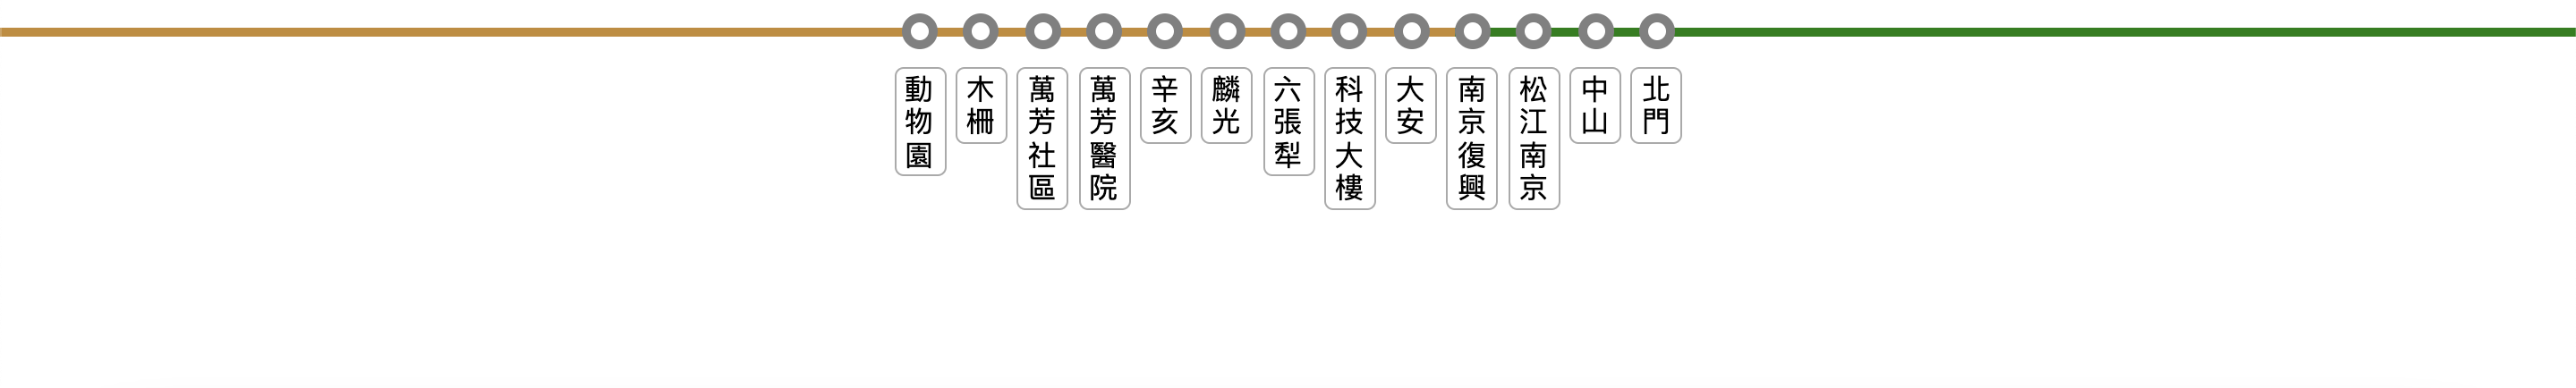 動物園
木柵
萬芳社區
萬芳醫院
辛亥
麟光
六張犁
科技大樓
大安
南京復興
松江南京
中山
北門